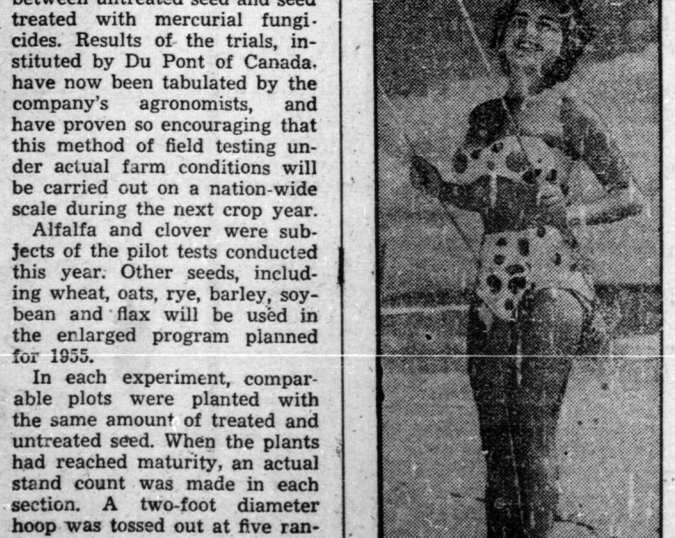 between untreated seed and seed
treated with mercurial fungi-
cides. Results of the trials, in-
stituted by Du Pont of Canada,
have now been tabulated by the
company's agronomists, and
have proven so encouraging that
this method of field testing un-
der actual farm conditions will
be carried out on a nation-wide
scale during the next crop year.
Alfalfa and clover were sub-
jects of the pilot tests conducted
this year. Other seeds, includ-
ing wheat, oats, rye, barley, soy-
bean and flax will be used in
the enlarged program planned
for 1955.
In each experiment, compar-
able plots were planted with
the same amount of treated and
untreated seed. When the plants
had reached maturity, an actual
stand count was made in each
section. A two-foot diameter
hoop was tossed out at five ran-